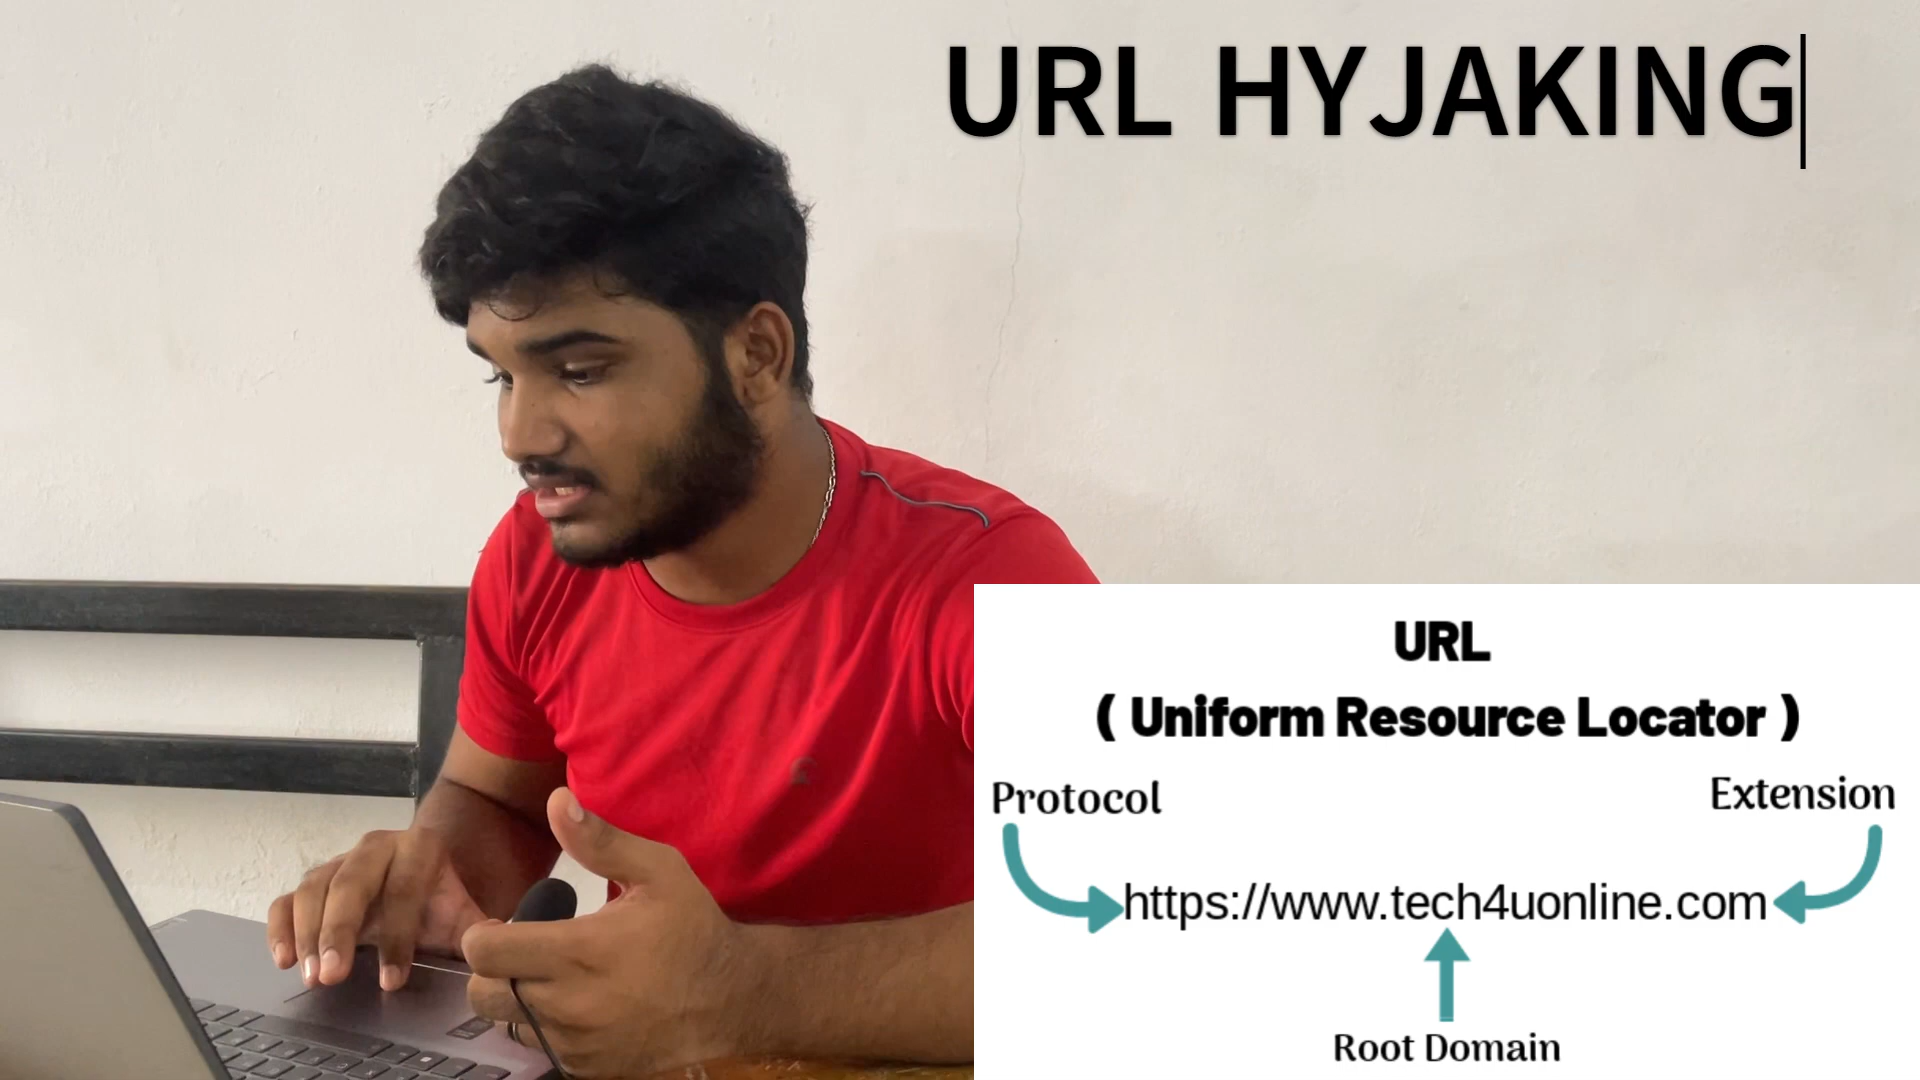 URL HYJAKING
URL
( Uniform Resource Locator )
Protocol
Extension
https://www.tech4uonline.com
Root Domain